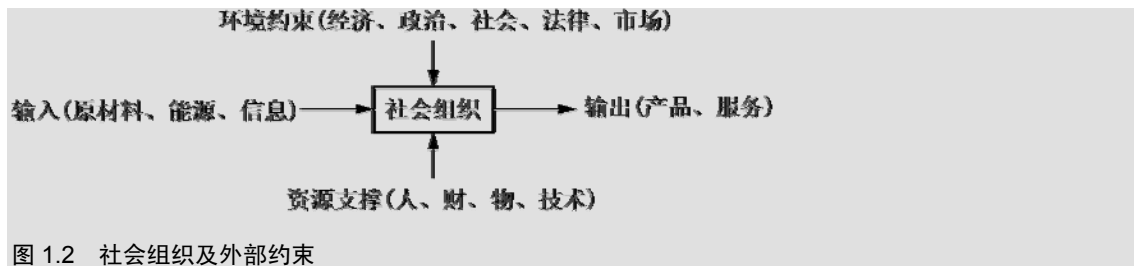 环境约束(经济、政治、社会、法律、市场)
输入(原材料、能源、信息) 社会组织 输出(产品、服务)
资源支撑(人、财、物、技术)
图 1.2 社会组织及外部约束